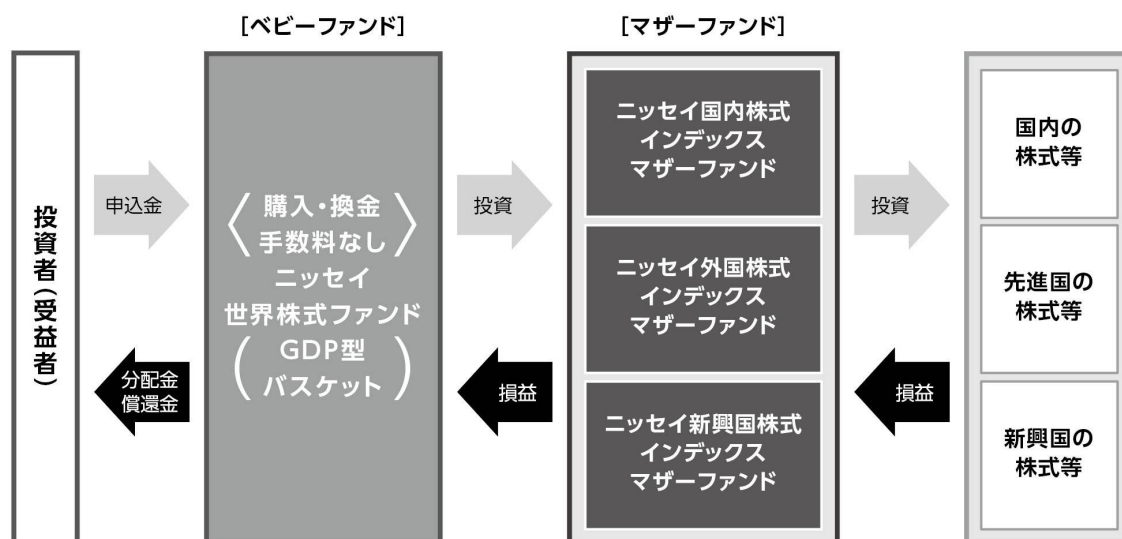 [ベビーファンド]
[マザーファンド]
投資者(受益者)
申込金
分配金
償還金
〈購入・換金
手数料なし〉
ニッセイ
世界株式ファンド
(GDP型
バスケット)
投資
損益
ニッセイ国内株式
インデックス
マザーファンド
ニッセイ外国株式
インデックス
マザーファンド
ニッセイ新興国株式
インデックス
マザーファンド
投資
損益
国内の
株式等
先進国の
株式等
新興国の
株式等